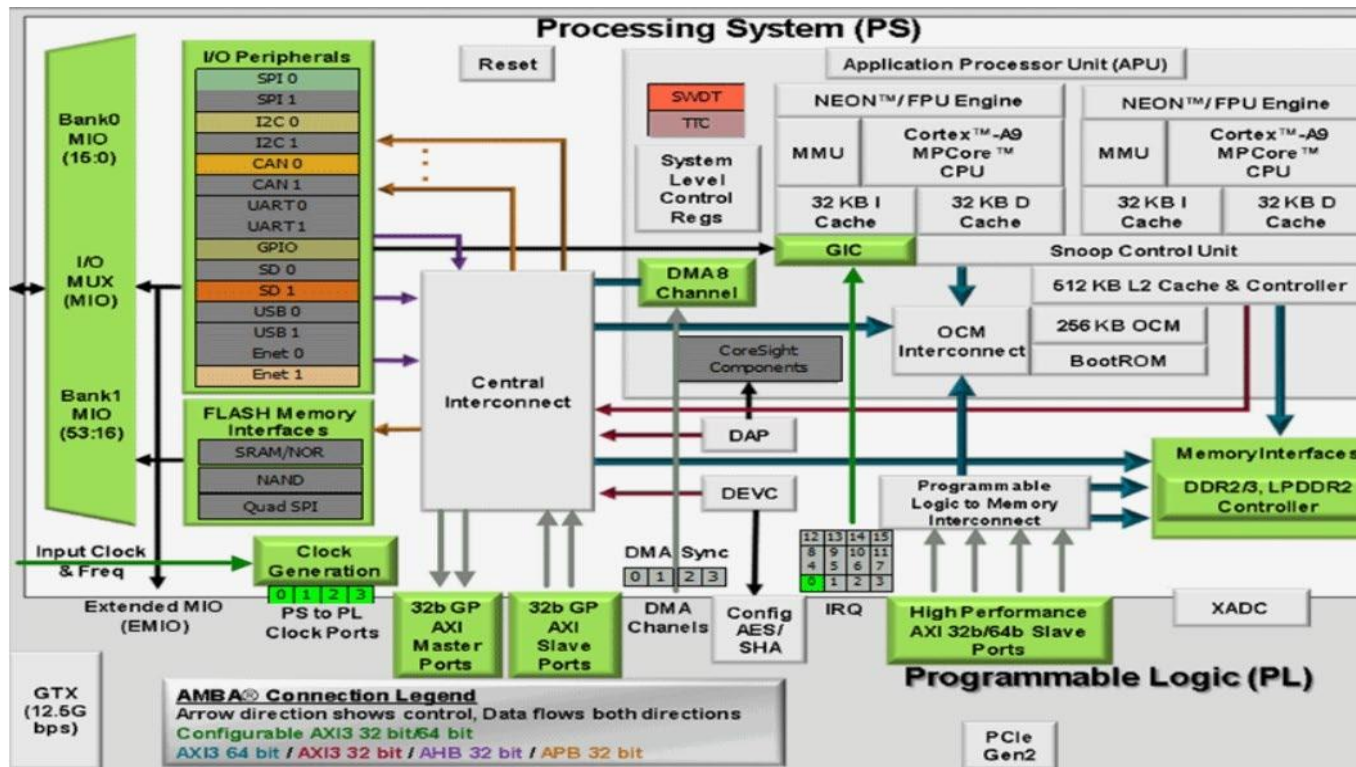 Processing System (PS)
Bank0
MIO
(15:0)
I/O
MUX
(MIO)
Bank1
MIO
(53:16)
I/O Peripherals
SPI 0
SPI 1
I2C 0
I2C 1
CAN 0
CAN 1
UART 0
UART 1
GPIO
SD 0
SD 1
USB 0
USB 1
Enet 0
Enet 1
FLASH Memory
Interfaces
SRAM/NOR
NAND
Quad SPI
Input Clock
& Freq
Clock
Generation
0 1 2 3
PS to PL
Clock Ports
Extended MIO
(EMIO)
Reset
Central
Interconnect
SWDT
TTC
System
Level
Control
Regs
DMA8
Channel
CoreSight
Components
DAP
DEVC
Application Processor Unit (APU)
NEON™/FPU Engine
MMU
Cortex™-A9
MPCore™
CPU
32 KB I
Cache
32 KB D
Cache
NEON™/FPU Engine
MMU
Cortex™-A9
MPCore™
CPU
32 KB I
Cache
32 KB D
Cache
GIC
Snoop Control Unit
512 KB L2 Cache & Controller
OCM
Interconnect
256 KB OCM
BootROM
Memory Interfaces
DDR2/3, LPDDR2
Controller
Programmable
Logic to Memory
Interconnect
DMA Sync
0 1 2 3
DMA
Chanels
12 13 14 15
8 9 10 11
4 5 6 7
0 1 2 3
IRQ
32b GP
AXI
Master
Ports
32b GP
AXI
Slave
Ports
Config
AES/
SHA
High Performance
AXI 32b/64b Slave
Ports
XADC
Programmable Logic (PL)
GTX
(12.5G
bps)
AMBA® Connection Legend
Arrow direction shows control, Data flows both directions
Configurable AXI3 32 bit/64 bit
AXI3 64 bit / AXI3 32 bit / AHB 32 bit / APB 32 bit
PCIe
Gen2